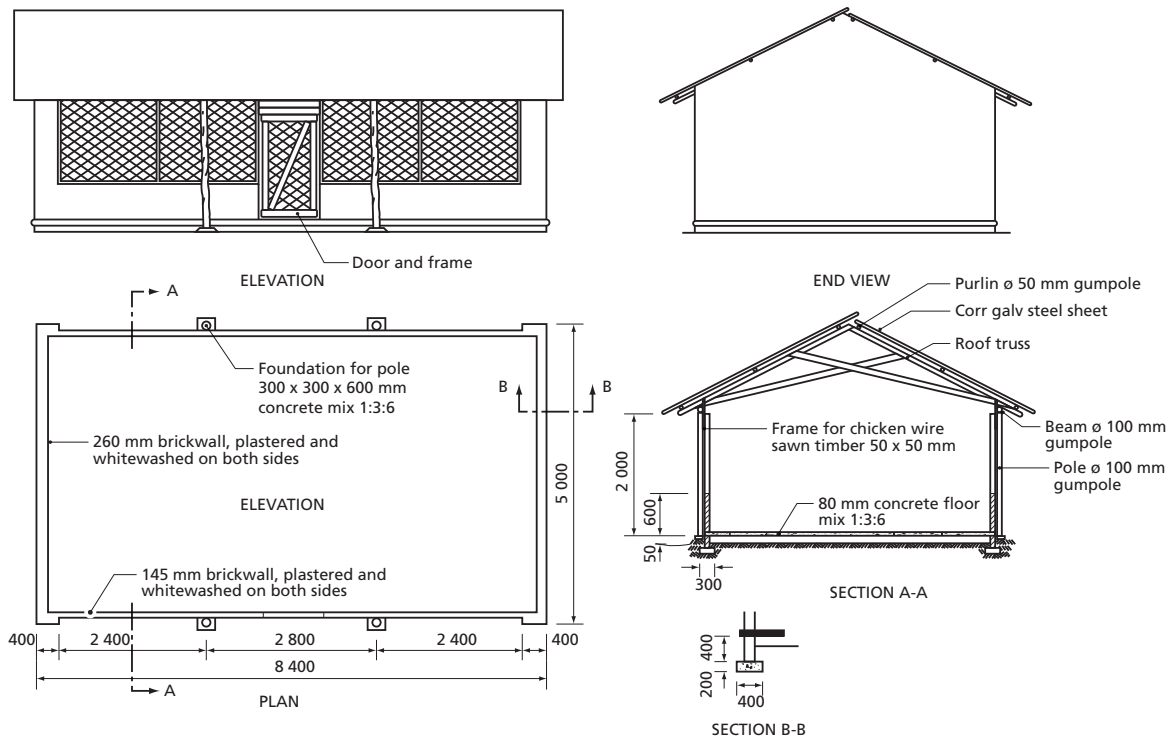 Door and frame
ELEVATION
END VIEW
A
Purlin ø 50 mm gumpole
Corr galv steel sheet
Roof truss
Foundation for pole
300 x 300 x 600 mm
concrete mix 1:3:6
B
B
260 mm brickwall, plastered and
whitewashed on both sides
5 000
ELEVATION
145 mm brickwall, plastered and
whitewashed on both sides
400
2 400
2 800
2 400
400
8 400
A
PLAN
Frame for chicken wire
sawn timber 50 x 50 mm
Beam ø 100 mm
gumpole
Pole ø 100 mm
gumpole
2 000
600
80 mm concrete floor
mix 1:3:6
50
300
SECTION A-A
400
200
400
SECTION B-B